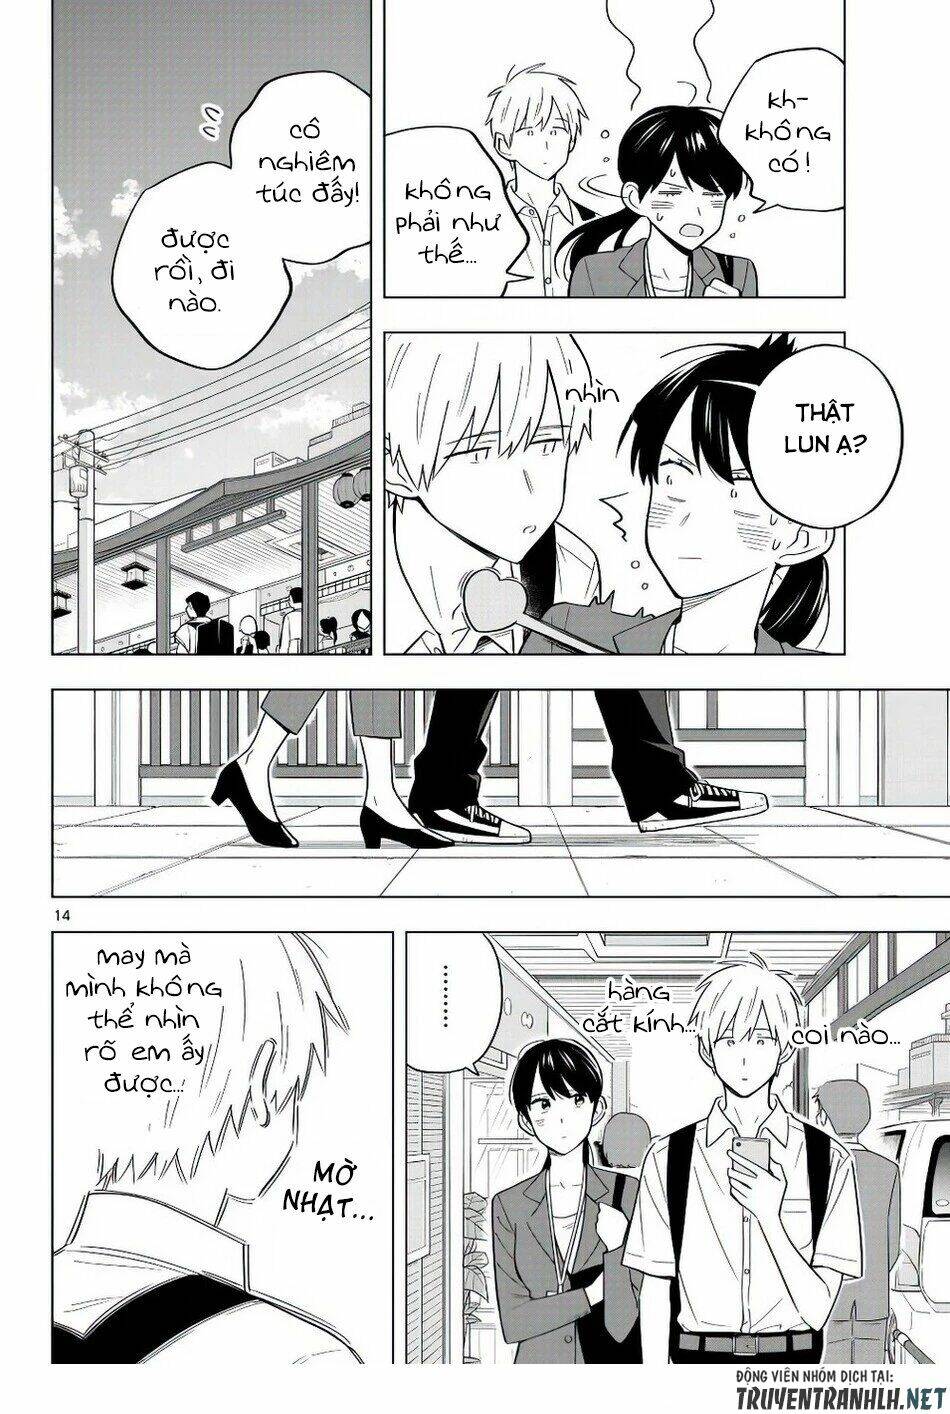 kh-
không
có!
không
phải như
thế...
THẬT
LUN Ạ?
nhìn
cô
nghiêm
túc đấy!
được
rồi, đi
nào.
14
hàng
cắt kính...
coi nào...
.........
may mà
mình không
thể nhìn
rõ em ấy
được...
MỜ
NHẠT...
ĐỘNG VIÊN NHÓM DỊCH TẠI:
TRUYENTRANHLH.NET